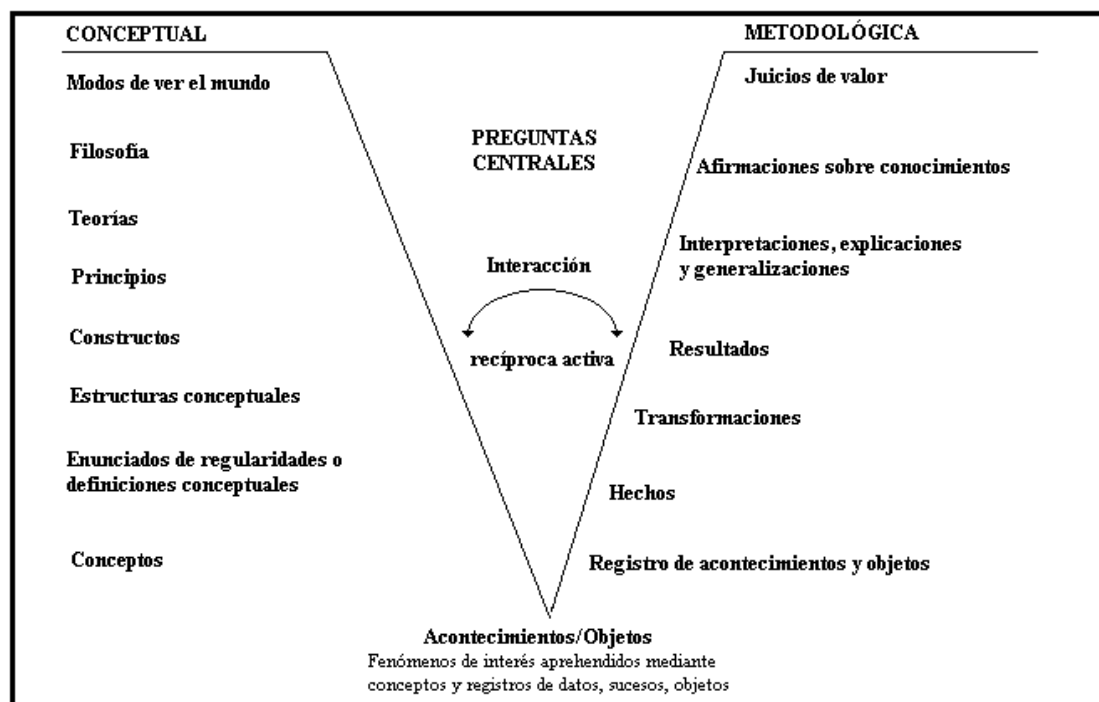 CONCEPTUAL
Modos de ver el mundo
Filosofía
Teorías
Principios
Constructos
Estructuras conceptuales
Enunciados de regularidades o
definiciones conceptuales
Conceptos
PREGUNTAS
CENTRALES
Interacción
recíproca activa
METODOLÓGICA
Juicios de valor
Afirmaciones sobre conocimientos
Interpretaciones, explicaciones
y generalizaciones
Resultados
Transformaciones
Hechos
Registro de acontecimientos y objetos
Acontecimientos/Objetos
Fenómenos de interés aprehendidos mediante
conceptos y registros de datos, sucesos, objetos